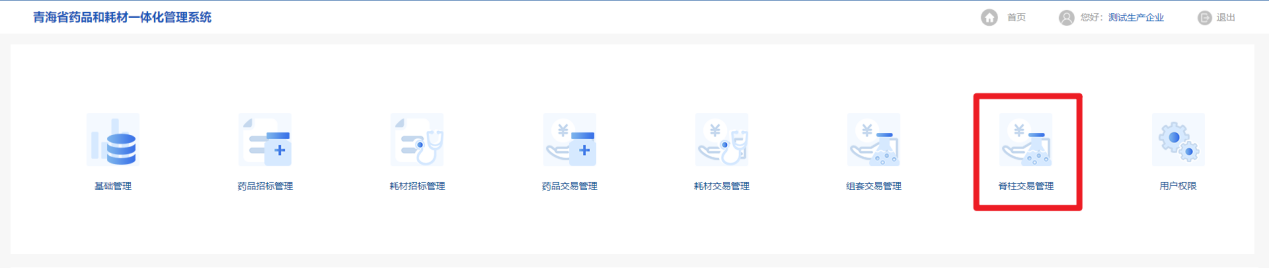 青海省药品和耗材一体化管理系统
首页 您好：测试生产企业 退出
基础管理 药品招标管理 耗材招标管理 药品交易管理 耗材交易管理 组套交易管理 脊柱交易管理 用户权限